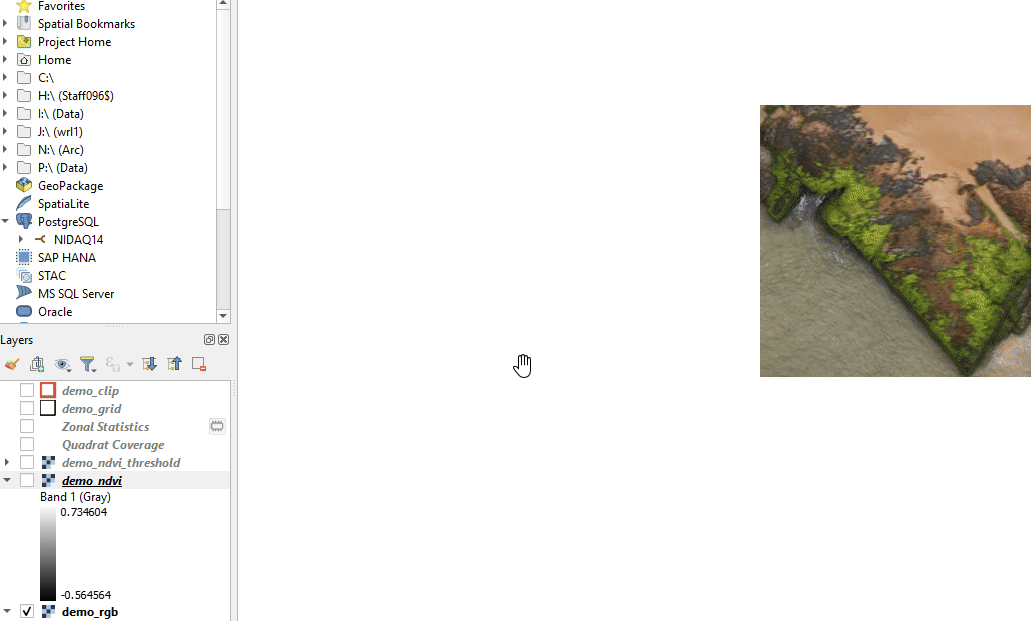 Favorites
Spatial Bookmarks
Project Home
Home
C:\
H:\ (Staff096$)
I:\ (Data)
J:\ (wrl1)
N:\ (Arc)
P:\ (Data)
GeoPackage
SpatiaLite
PostgreSQL
NIDAQ14
SAP HANA
STAC
MS SQL Server
Oracle
Layers
demo_clip
demo_grid
Zonal Statistics
Quadrat Coverage
demo_ndvi_threshold
demo_ndvi
Band 1 (Gray)
0.734604
-0.564564
demo_rgb